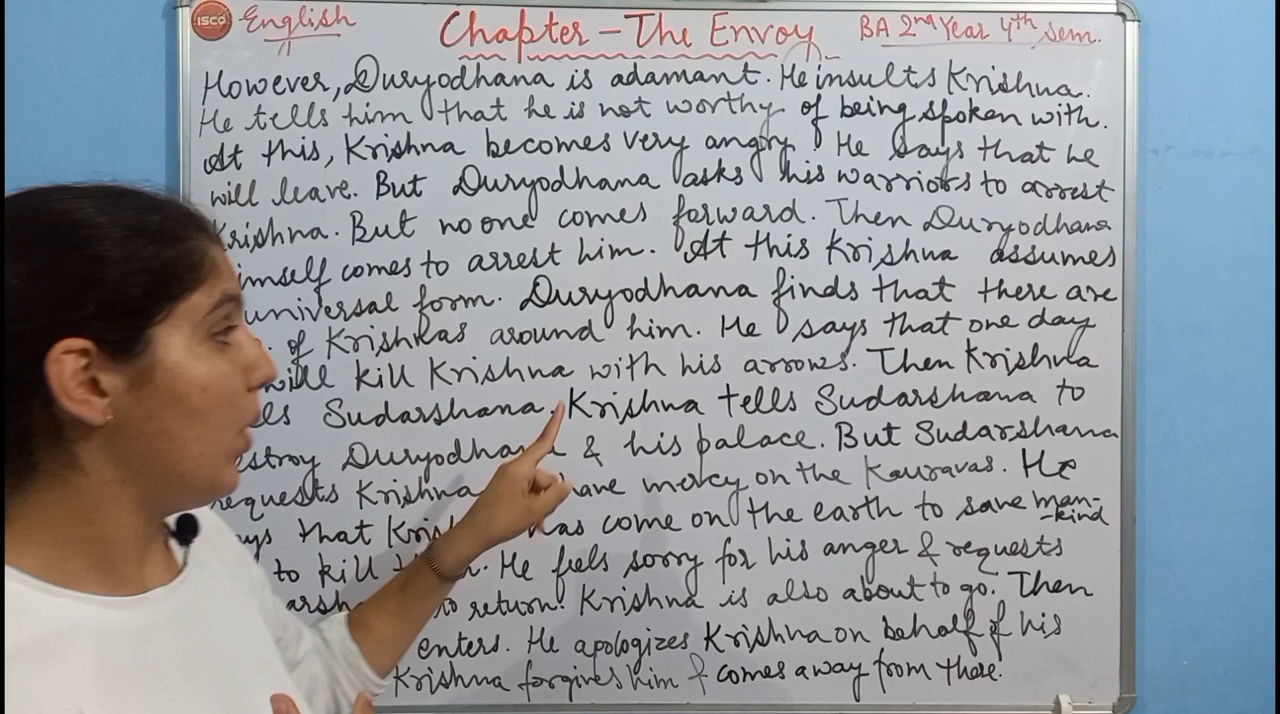 ISCO
English
Chapter - The Envoy
BA 2nd Year 4th sem.
However, Duryodhana is adamant. He insults Krishna.
He tells him that he is not worthy of being spoken with.
At this, Krishna becomes very angry. He says that he
will leave. But Duryodhana asks his warriors to arrest
Krishna. But no one comes forward. Then Duryodhana
imself comes to arrest him. At this Krishna assumes
universal form. Duryodhana finds that there are
of Krishnas around him. He says that one day
will kill Krishna with his arrows. Then Krishna
Sudarshana. Krishna tells Sudarshana to
estroy Duryodhana & his palace. But Sudarshana
requests Krishna have mercy on the Kauravas. He
that has come on the earth to save man-
-kind
to kill He feels sorry for his anger & requests
to return. Krishna is also about to go. Then
enters. He apologizes Krishna on behalf of his
Krishna forgives him & comes away from there.